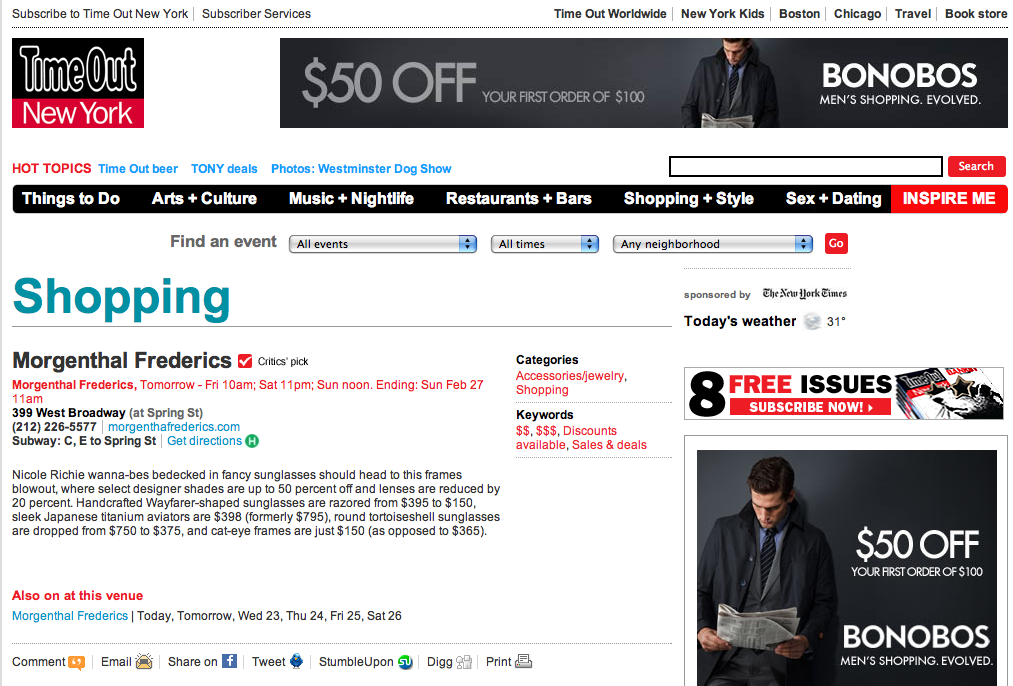 Subscribe to Time Out New York Subscriber Services
Time Out Worldwide New York Kids Boston Chicago Travel Book store
Time Out
New York
$50 OFF YOUR FIRST ORDER OF $100
BONOBOS
MEN'S SHOPPING. EVOLVED.
HOT TOPICS Time Out beer TONY deals Photos: Westminster Dog Show
Search
Things to Do Arts + Culture Music + Nightlife Restaurants + Bars Shopping + Style Sex + Dating INSPIRE ME
Find an event All events All times Any neighborhood Go
Shopping
sponsored by The New York Times
Today's weather 31°
Morgenthal Frederics Critics' pick
Morgenthal Frederics, Tomorrow - Fri 10am; Sat 11pm; Sun noon. Ending: Sun Feb 27
11am
399 West Broadway (at Spring St)
(212) 226-5577 | morgenthafrederics.com
Subway: C, E to Spring St | Get directions H
Categories
Accessories/jewelry,
Shopping
Keywords
$$, $$$, Discounts
available, Sales & deals
8 FREE ISSUES
SUBSCRIBE NOW!
Time Out
Nicole Richie wanna-bes bedecked in fancy sunglasses should head to this frames
blowout, where select designer shades are up to 50 percent off and lenses are reduced by
20 percent. Handcrafted Wayfarer-shaped sunglasses are razored from $395 to $150,
sleek Japanese titanium aviators are $398 (formerly $795), round tortoiseshell sunglasses
are dropped from $750 to $375, and cat-eye frames are just $150 (as opposed to $365).
$50 OFF
YOUR FIRST ORDER OF $100
BONOBOS
MEN'S SHOPPING. EVOLVED.
Also on at this venue
Morgenthal Frederics | Today, Tomorrow, Wed 23, Thu 24, Fri 25, Sat 26
Comment Email Share on Tweet StumbleUpon Digg Print